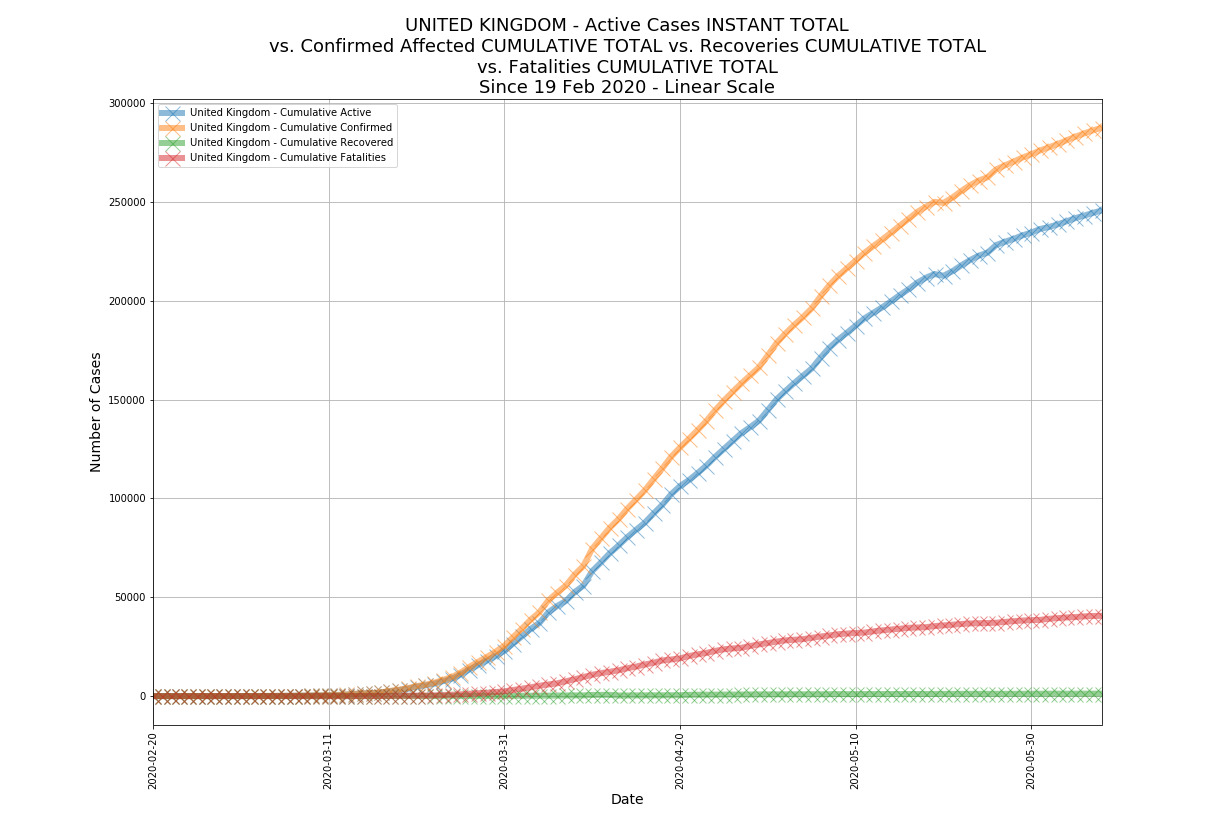 UNITED KINGDOM - Active Cases INSTANT TOTAL
vs. Confirmed Affected CUMULATIVE TOTAL vs. Recoveries CUMULATIVE TOTAL
vs. Fatalities CUMULATIVE TOTAL
Since 19 Feb 2020 - Linear Scale
United Kingdom - Cumulative Active
United Kingdom - Cumulative Confirmed
United Kingdom - Cumulative Recovered
United Kingdom - Cumulative Fatalities
Number of Cases
300000
250000
200000
150000
100000
50000
0
2020-02-20
2020-03-11
2020-03-31
2020-04-20
2020-05-10
2020-05-30
Date